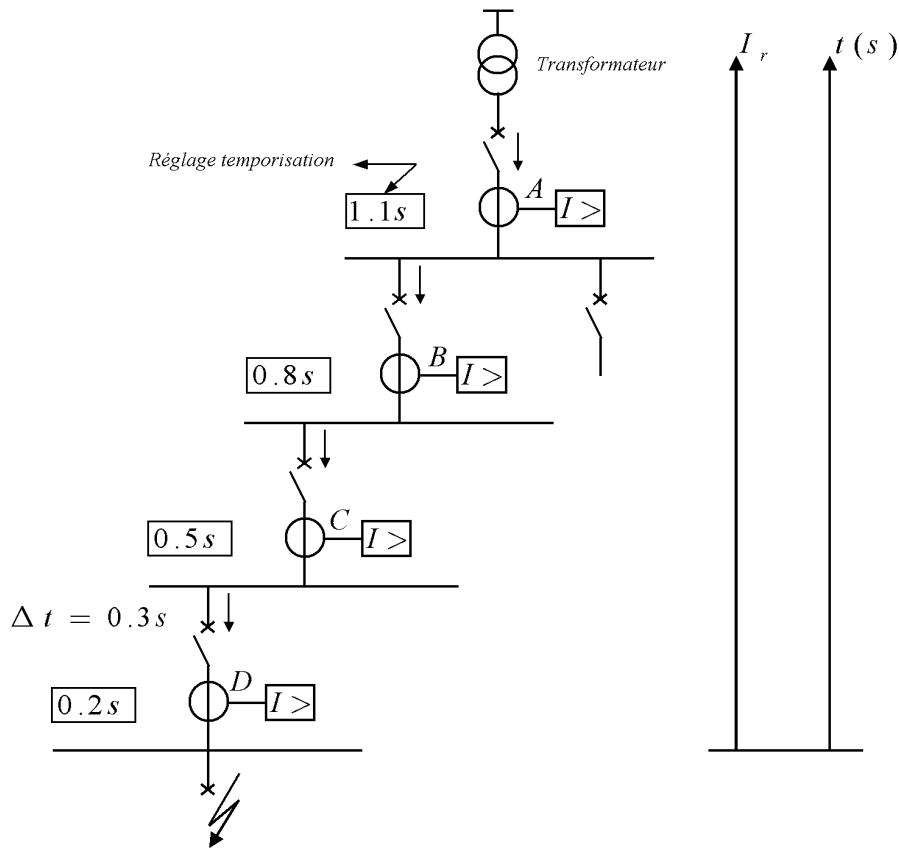 I r
t (s)
Transformateur
Réglage temporisation
A
1.1s
I >
B
0.8s
I >
C
0.5s
I >
Δ t = 0.3s
D
0.2s
I >